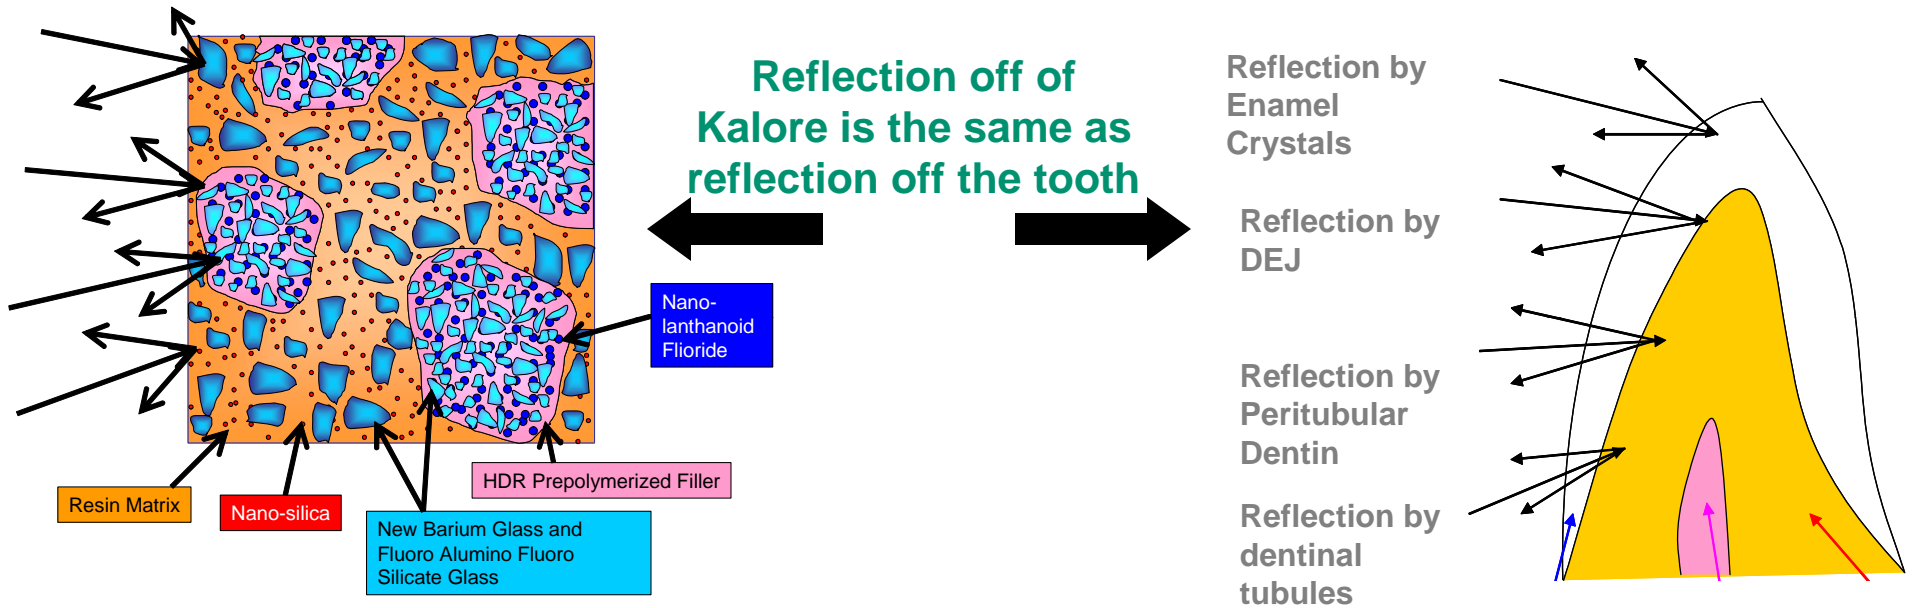 Reflection off of
Kalore is the same as
reflection off the tooth
Nano-
lanthanoid
Flioride
HDR Prepolymerized Filler
Resin Matrix
Nano-silica
New Barium Glass and
Fluoro Alumino Fluoro
Silicate Glass
Reflection by
Enamel
Crystals
Reflection by
DEJ
Reflection by
Peritubular
Dentin
Reflection by
dentinal
tubules